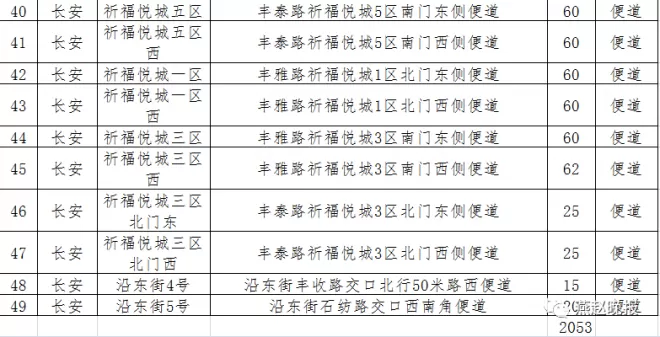 40 长安 祈福悦城五区 丰泰路祈福悦城5区南门东侧便道 60 便道
41 长安 祈福悦城五区西 丰泰路祈福悦城5区南门西侧便道 60 便道
42 长安 祈福悦城一区 丰雅路祈福悦城1区北门东侧便道 60 便道
43 长安 祈福悦城一区西 丰雅路祈福悦城1区北门西侧便道 60 便道
44 长安 祈福悦城三区 丰雅路祈福悦城3区南门东侧便道 60 便道
45 长安 祈福悦城三区西 丰雅路祈福悦城3区南门西侧便道 62 便道
46 长安 祈福悦城三区北门东 丰泰路祈福悦城3区北门东侧便道 25 便道
47 长安 祈福悦城三区北门西 丰泰路祈福悦城3区北门西侧便道 25 便道
48 长安 沿东街4号 沿东街丰收路交口北行50米路西便道 15 便道
49 长安 沿东街5号 沿东街石纺路交口西南角便道
燕赵晚报
2053